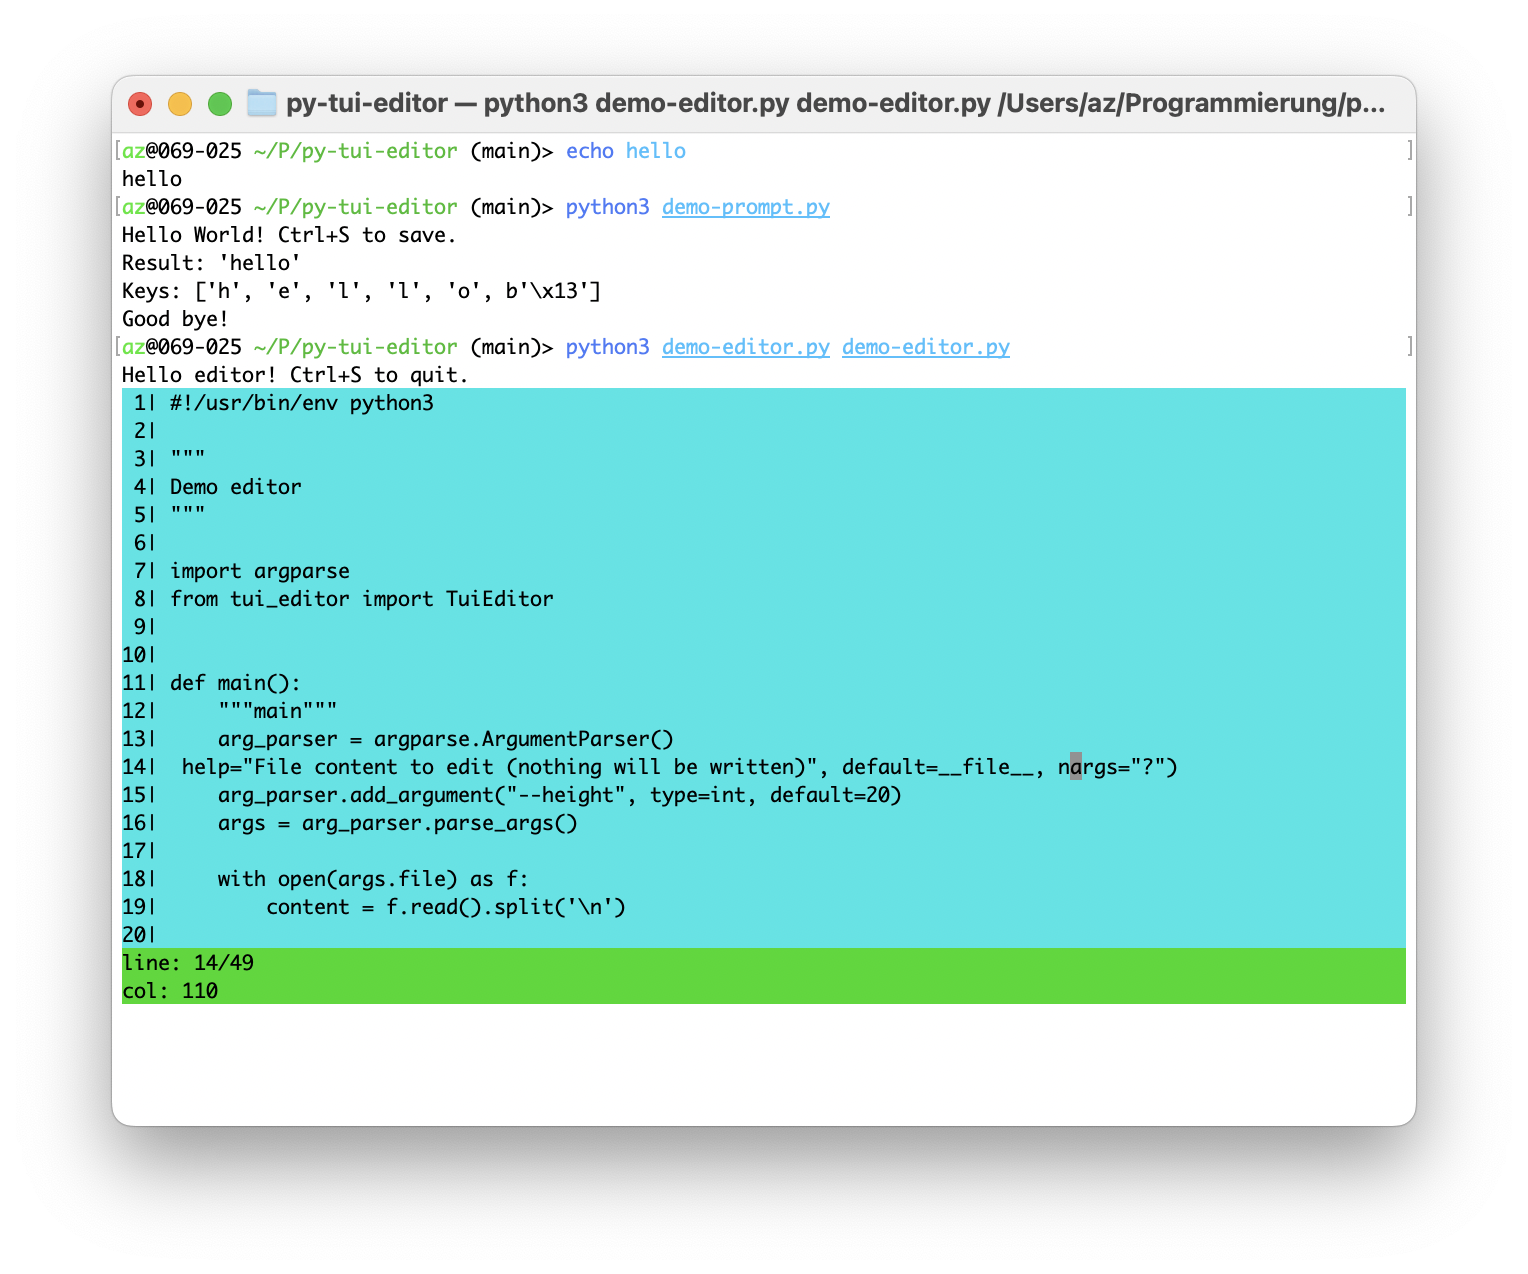 py-tui-editor — python3 demo-editor.py demo-editor.py /Users/az/Programmierung/p...
[az@069-025 ~/P/py-tui-editor (main)> echo hello ]
hello
[az@069-025 ~/P/py-tui-editor (main)> python3 demo-prompt.py ]
Hello World! Ctrl+S to save.
Result: 'hello'
Keys: ['h', 'e', 'l', 'l', 'o', b'\x13']
Good bye!
[az@069-025 ~/P/py-tui-editor (main)> python3 demo-editor.py demo-editor.py ]
Hello editor! Ctrl+S to quit.
 1| #!/usr/bin/env python3
 2|
 3| """
 4| Demo editor
 5| """
 6|
 7| import argparse
 8| from tui_editor import TuiEditor
 9|
10|
11| def main():
12|     """main"""
13|     arg_parser = argparse.ArgumentParser()
14|  help="File content to edit (nothing will be written)", default=__file__, nargs="?")
15|     arg_parser.add_argument("--height", type=int, default=20)
16|     args = arg_parser.parse_args()
17|
18|     with open(args.file) as f:
19|         content = f.read().split('\n')
20|
line: 14/49
col: 110